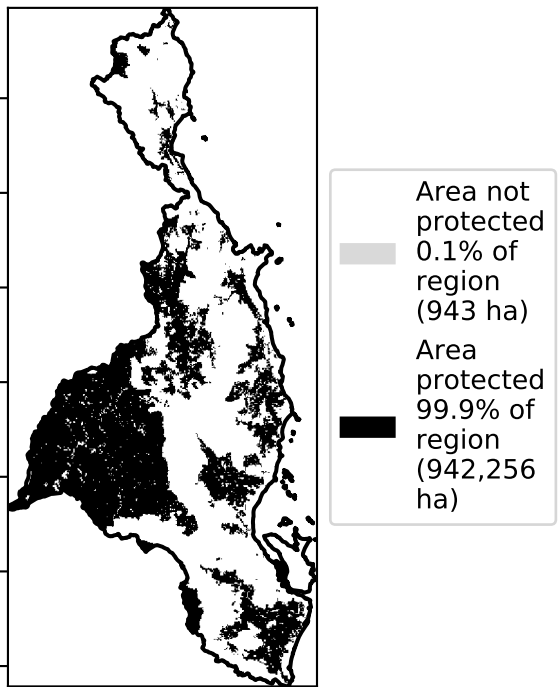 Area not
protected
0.1% of
region
(943 ha)
Area
protected
99.9% of
region
(942,256
ha)